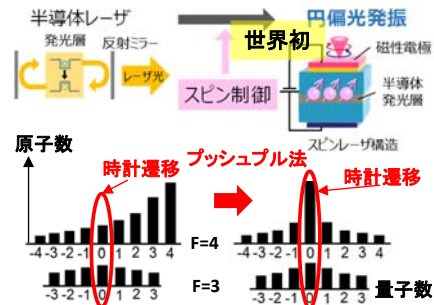 半導体レーザ
円偏光発振
発光層 反射ミラー
世界初
磁性電極
レーザ光
スピン制御
半導体
発光層
スピンレーザ構造
原子数
時計遷移
プッシュプル法
時計遷移
-4 -3 -2 -1 0 1 2 3 4
F=4
-4 -3 -2 -1 0 1 2 3 4
-3 -2 -1 0 1 2 3
F=3
-3 -2 -1 0 1 2 3
量子数